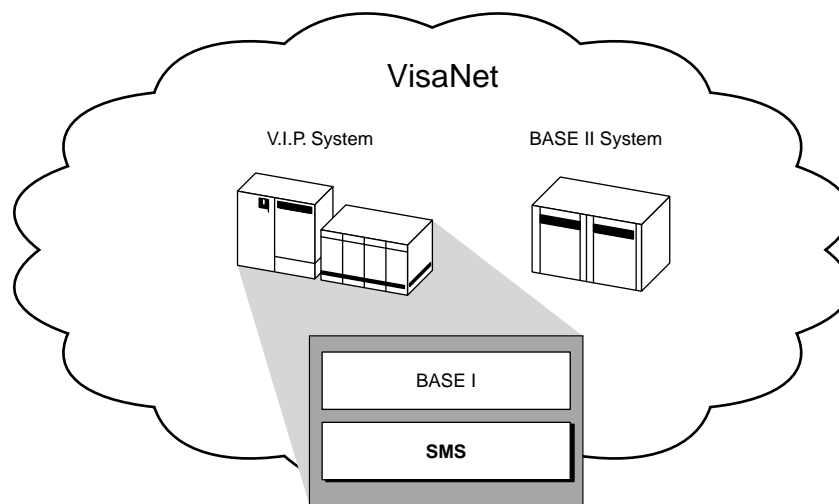 VisaNet
V.I.P. System
BASE II System
BASE I
SMS